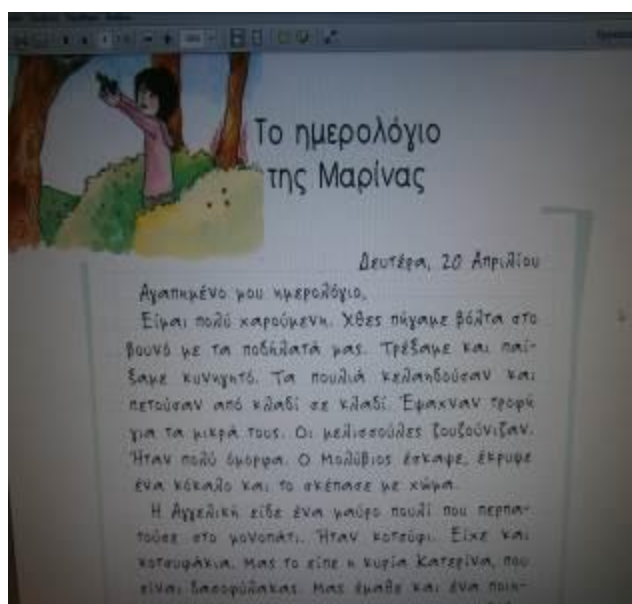 Το ημερολόγιο
της Μαρίνας
Δευτέρα, 20 Απριλίου
Αγαπημένο μου ημερολόγιο,
Είμαι πολύ χαρούμενη. Χθες πήγαμε βόλτα στο
βουνό με τα ποδήλατά μας. Τρέξαμε και παί-
ξαμε κυνηγητό. Τα πουλιά κελαηδούσαν και
πετούσαν από κλαδί σε κλαδί. Έψαχναν τροφή
για τα μικρά τους. Οι μελισσούλες ζουζούνιζαν.
Ήταν πολύ όμορφα. Ο Μολύβιος έσκαψε, έκρυψε
ένα κόκαλο και το σκέπασε με χώμα.
Η Αγγελική είδε ένα μαύρο πουλί που περπα-
τούσε στο μονοπάτι. Ήταν κοτσύφι. Είχε και
κοτσυφάκια. Μας το είπε η κυρία Κατερίνα, που
είναι δασοφύλακας. Μας έμαθε και ένα ποιη-